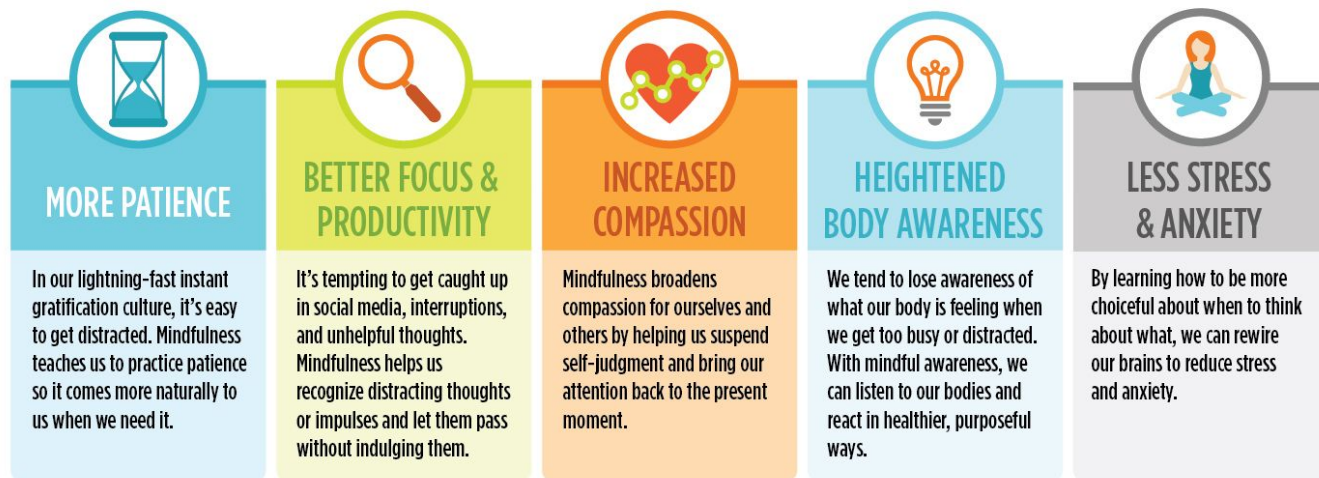 MORE PATIENCE
In our lightning-fast instant
gratification culture, it's easy
to get distracted. Mindfulness
teaches us to practice patience
so it comes more naturally to
us when we need it.
BETTER FOCUS &
PRODUCTIVITY
It's tempting to get caught up
in social media, interruptions,
and unhelpful thoughts.
Mindfulness helps us
recognize distracting thoughts
or impulses and let them pass
without indulging them.
INCREASED
COMPASSION
Mindfulness broadens
compassion for ourselves and
others by helping us suspend
self-judgment and bring our
attention back to the present
moment.
HEIGHTENED
BODY AWARENESS
We tend to lose awareness of
what our body is feeling when
we get too busy or distracted.
With mindful awareness, we
can listen to our bodies and
react in healthier, purposeful
ways.
LESS STRESS
& ANXIETY
By learning how to be more
choiceful about when to think
about what, we can rewire
our brains to reduce stress
and anxiety.